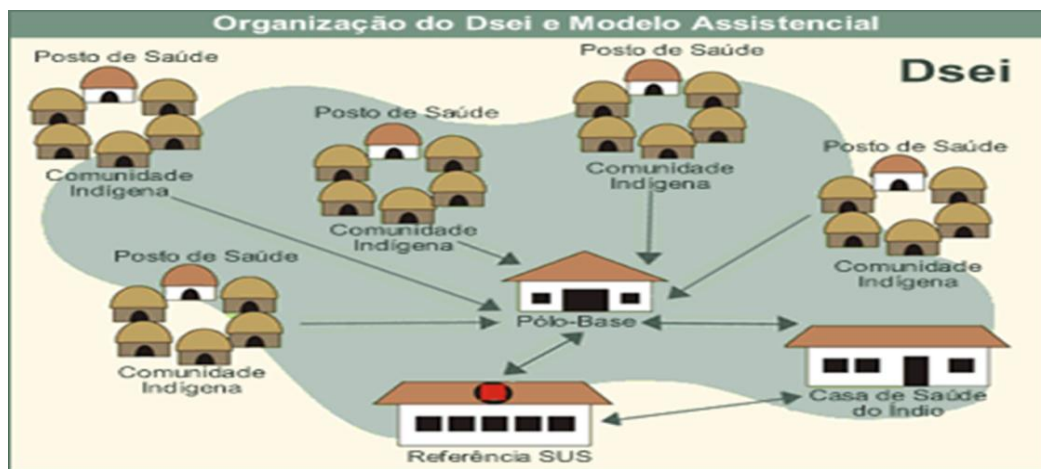 Organização do Dsei e Modelo Assistencial
Posto de Saúde
Comunidade
Indígena
Posto de Saúde
Comunidade
Indígena
Posto de Saúde
Comunidade
Indígena
Dsei
Posto de Saúde
Comunidade
Indígena
Posto de Saúde
Comunidade
Indígena
Pólo-Base
Casa de Saúde
do Índio
Referência SUS